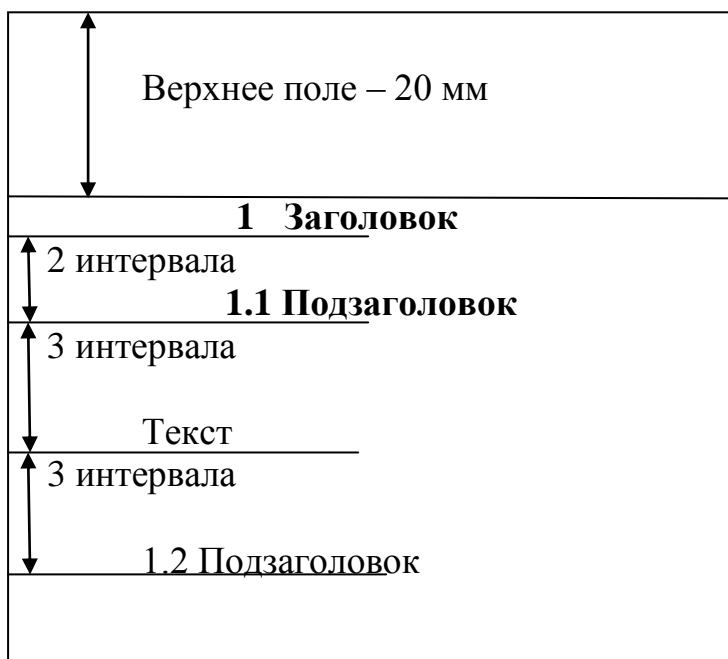 Верхнее поле – 20 мм
1 Заголовок
2 интервала
1.1 Подзаголовок
3 интервала
Текст
3 интервала
1.2 Подзаголовок